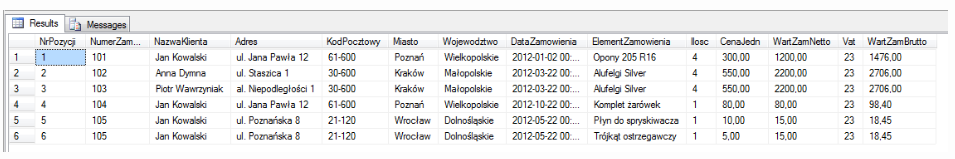 Results Messages
NrPozycji NumerZam... NazwaKlienta Adres KodPocztowy Miasto Wojewodztwo DataZamowienia ElementZamowienia Ilosc CenaJedn WartZamNetto Vat WartZamBrutto
1 1 101 Jan Kowalski ul. Jana Pawła 12 61-600 Poznań Wielkopolskie 2012-01-02 00:... Opony 205 R16 4 300,00 1200,00 23 1476,00
2 2 102 Anna Dymna ul. Staszica 1 30-600 Kraków Małopolskie 2012-03-22 00:... Alufelgi Silver 4 550,00 2200,00 23 2706,00
3 3 103 Piotr Wawrzyniak al. Niepodległości 1 30-600 Kraków Małopolskie 2012-03-22 00:... Alufelgi Silver 4 550,00 2200,00 23 2706,00
4 4 104 Jan Kowalski ul. Jana Pawła 12 61-600 Poznań Wielkopolskie 2012-10-22 00:... Komplet żarówek 1 80,00 80,00 23 98,40
5 5 105 Jan Kowalski ul. Poznańska 8 21-120 Wrocław Dolnośląskie 2012-05-22 00:... Płyn do spryskiwacza 1 10,00 15,00 23 18,45
6 6 105 Jan Kowalski ul. Poznańska 8 21-120 Wrocław Dolnośląskie 2012-05-22 00:... Trójkąt ostrzegawczy 1 5,00 15,00 23 18,45